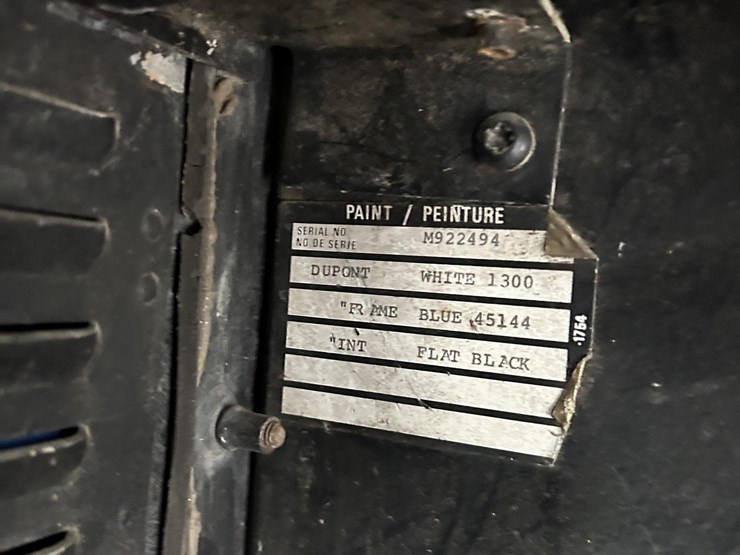 PAINT / PEINTURE
SERIAL NO
NO DE SERIE
M922494
DUPONT WHITE 1300
"FRAME BLUE 45144
"INT FLAT BLACK
·1754